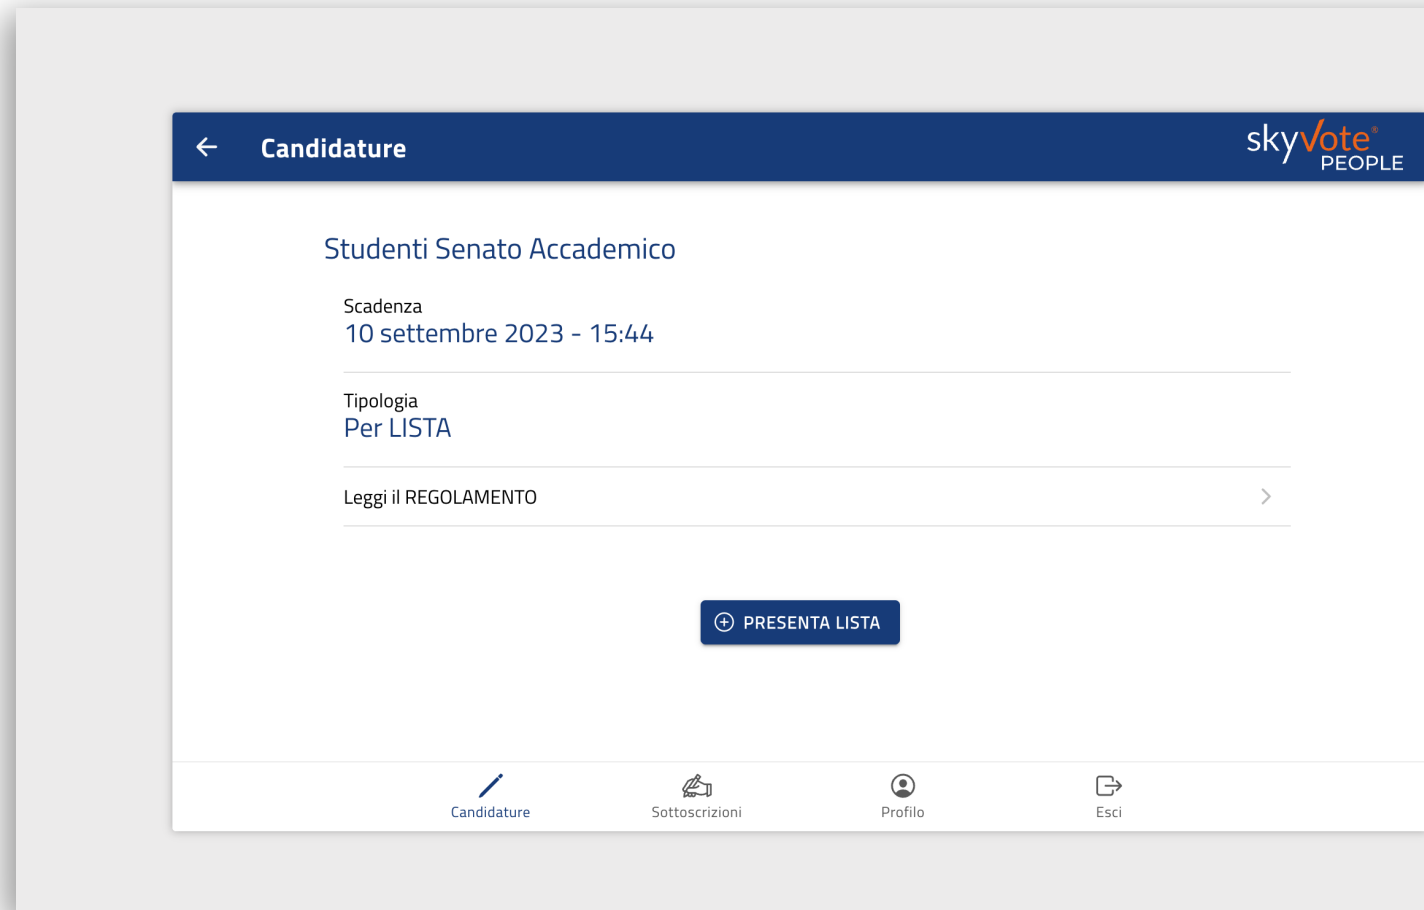 Candidature
skyvote®
PEOPLE
Studenti Senato Accademico
Scadenza
10 settembre 2023 - 15:44
Tipologia
Per LISTA
Leggi il REGOLAMENTO
PRESENTA LISTA
Candidature
Sottoscrizioni
Profilo
Esci